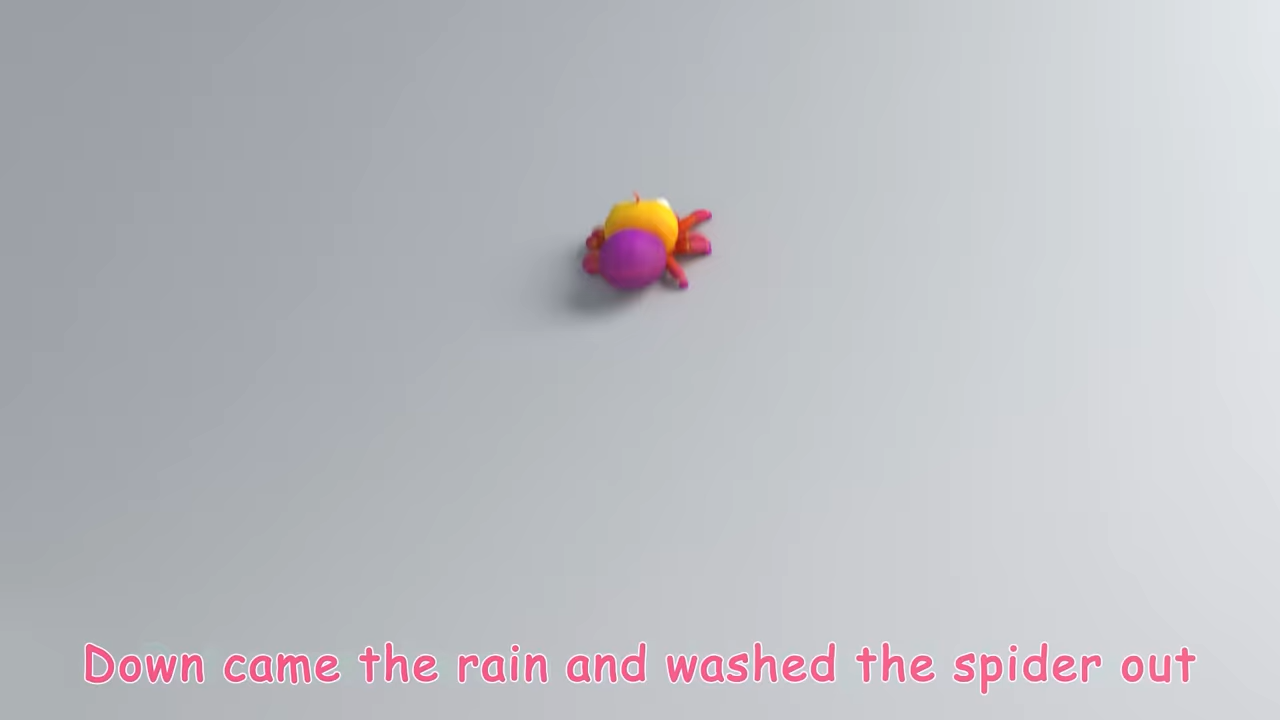 Down came the rain and washed the spider out